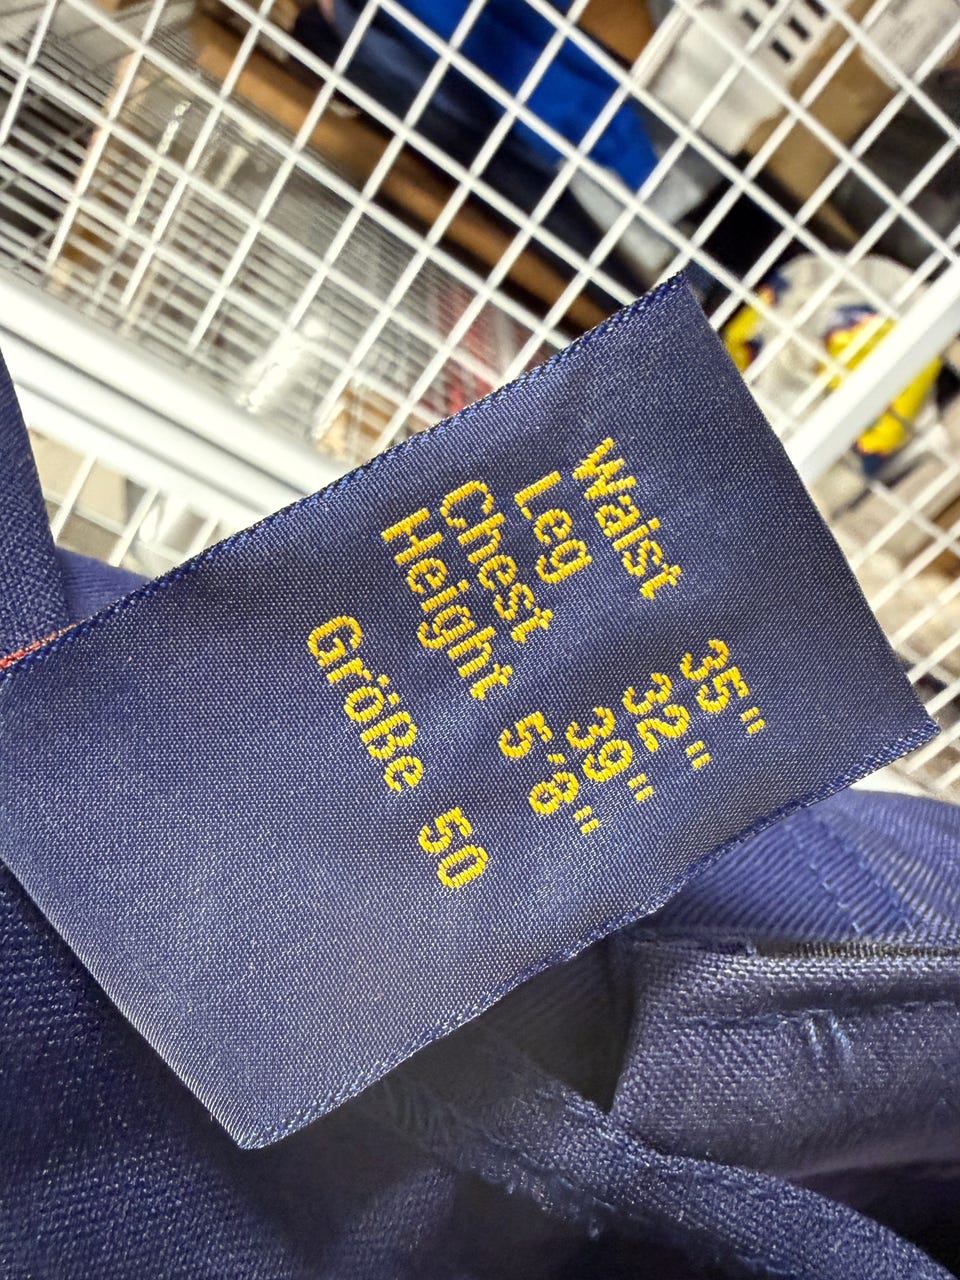 Waist 35"
Leg 32"
Chest 39"
Height 5'8"
Größe 50